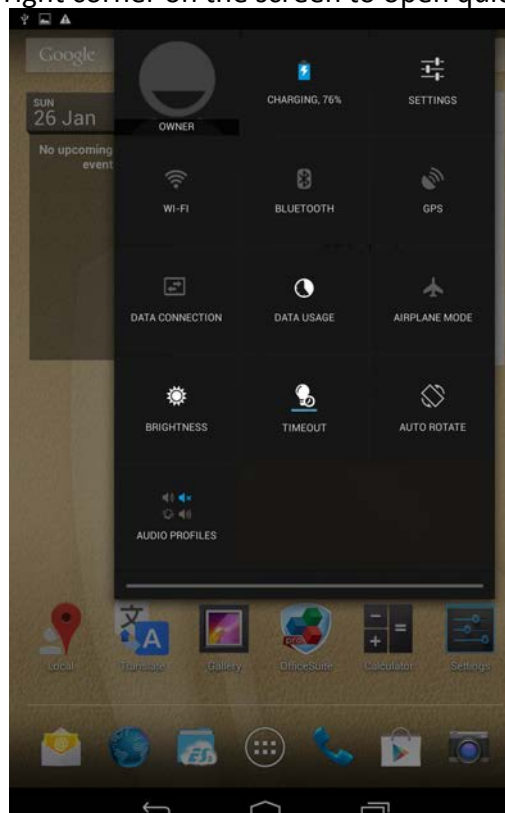 right corner on the screen to open quic
Google
SUN
26 Jan
No upcoming
event
OWNER
CHARGING, 76%
SETTINGS
WI-FI
BLUETOOTH
GPS
DATA CONNECTION
DATA USAGE
AIRPLANE MODE
BRIGHTNESS
TIMEOUT
AUTO ROTATE
AUDIO PROFILES
文
A
pro
Local
Translate
Gallery
OfficeSuite
Calculator
Settings